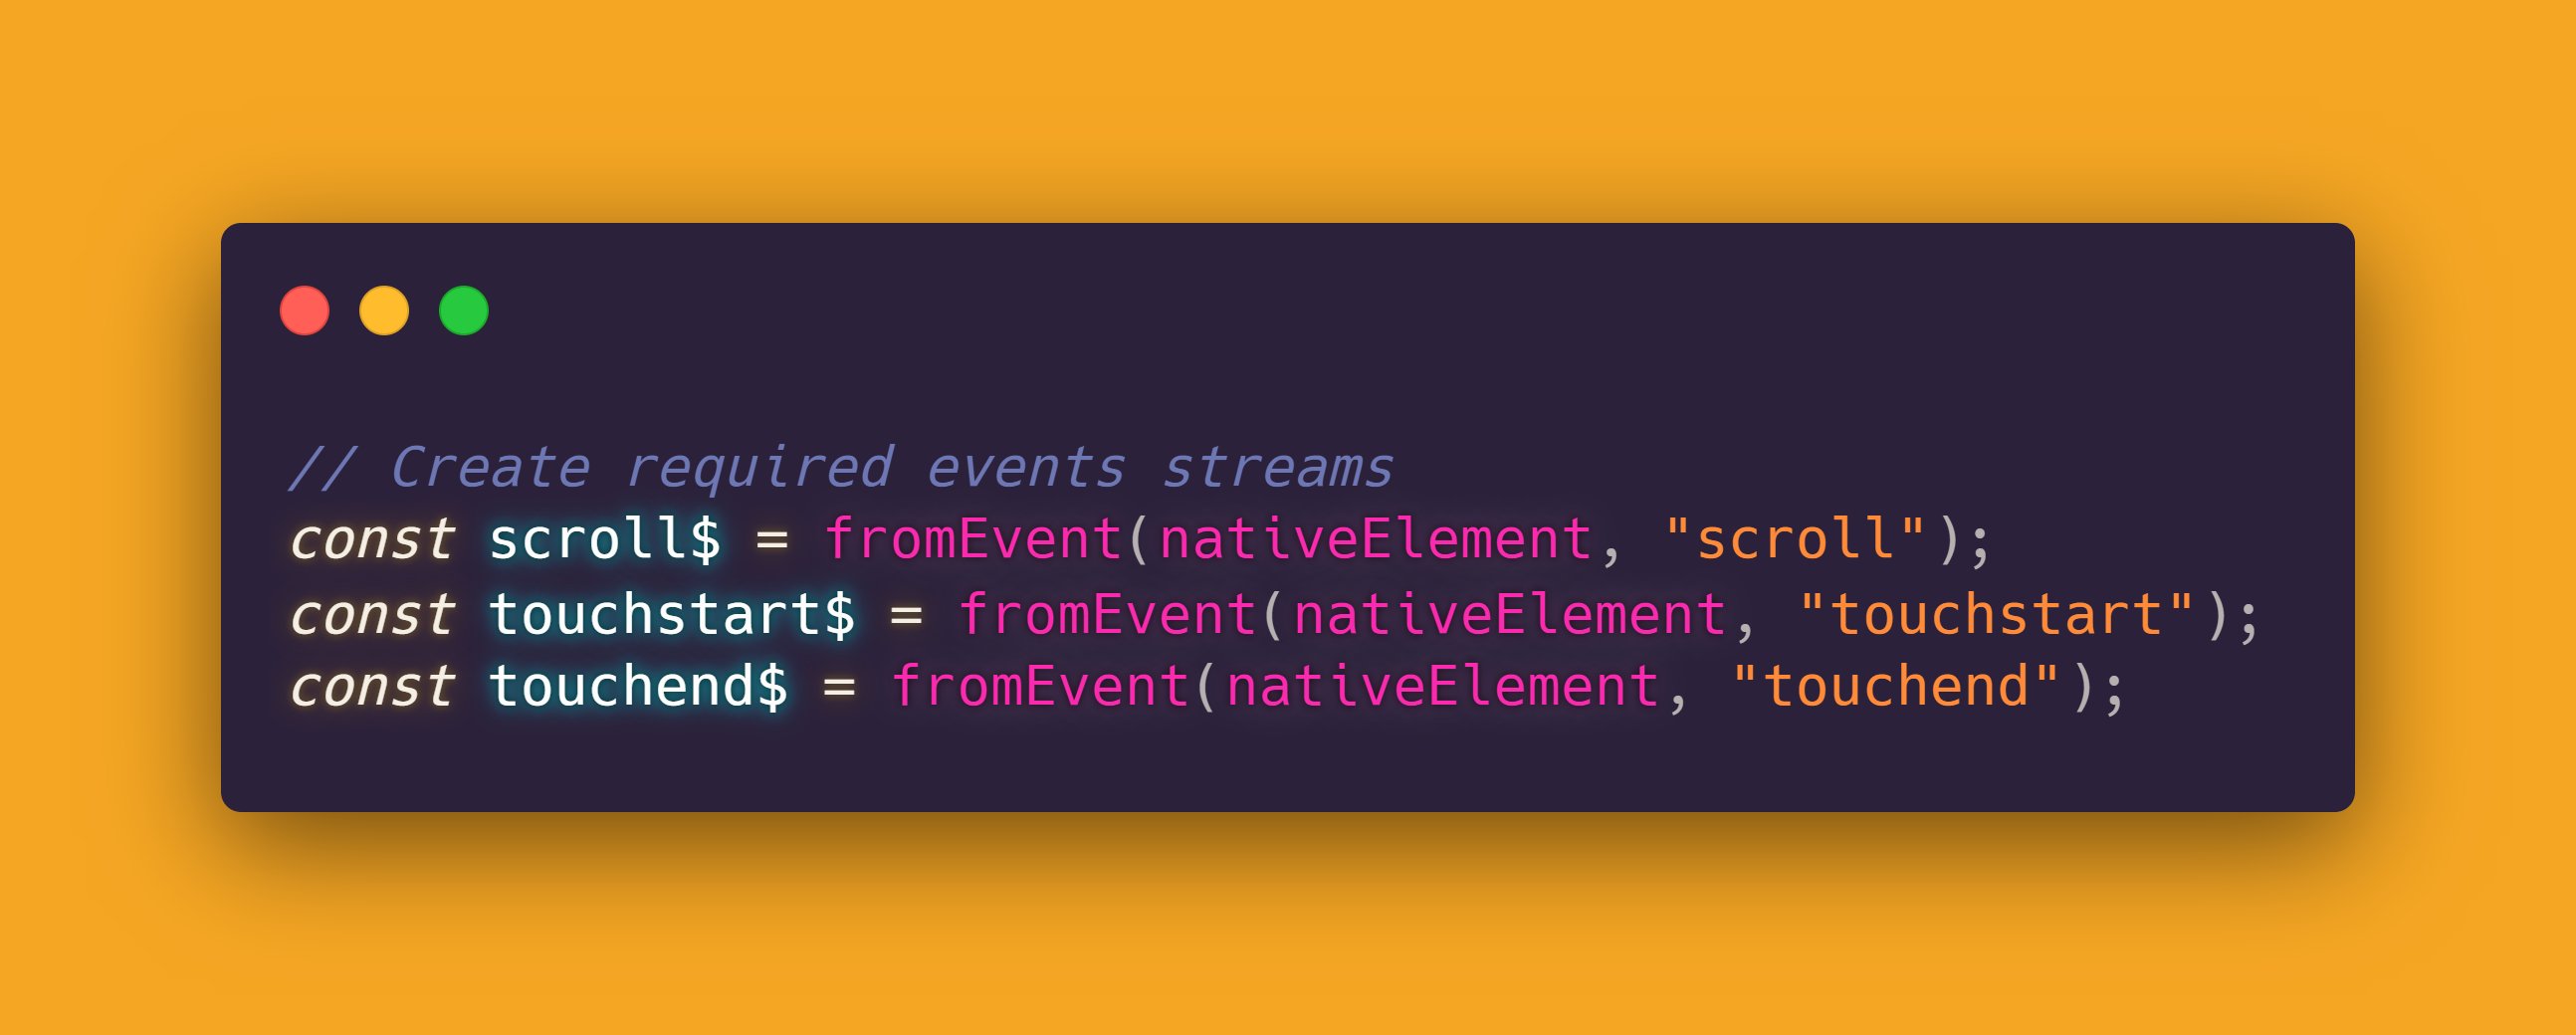 // Create required events streams
const scroll$ = fromEvent(nativeElement, "scroll");
const touchstart$ = fromEvent(nativeElement, "touchstart");
const touchend$ = fromEvent(nativeElement, "touchend");